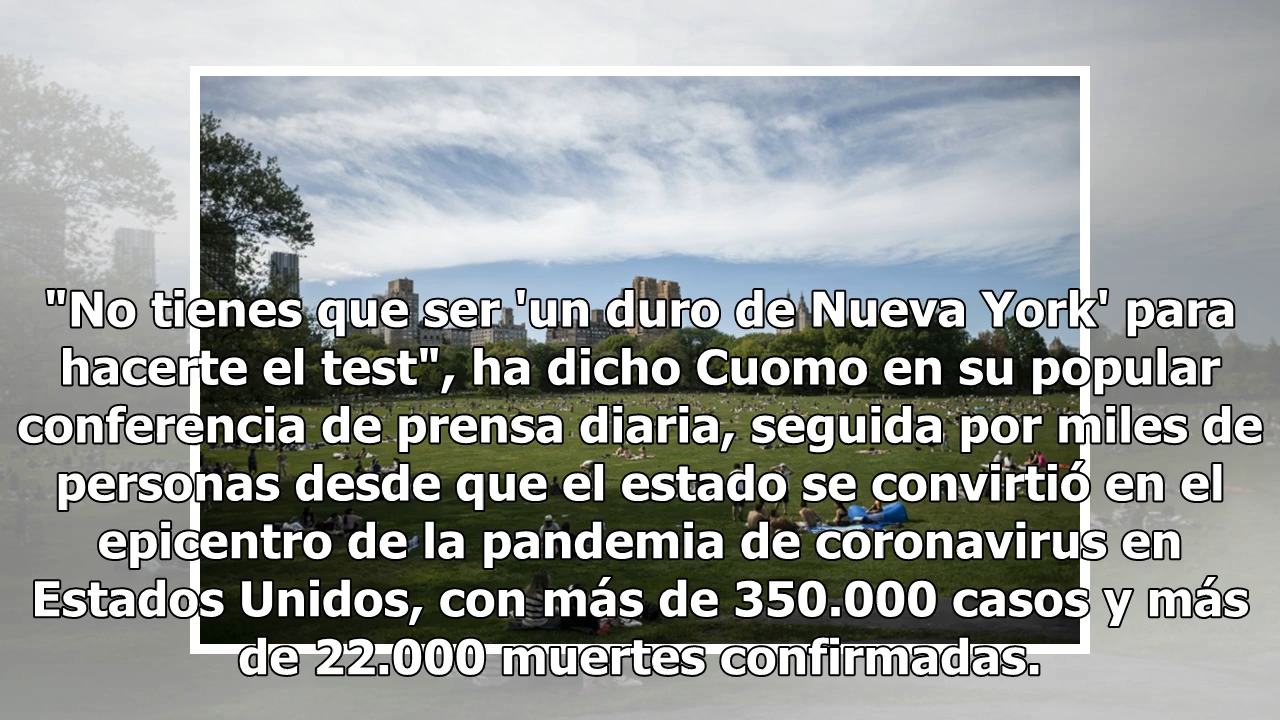 "No tienes que ser 'un duro de Nueva York' para
hacerte el test", ha dicho Cuomo en su popular
conferencia de prensa diaria, seguida por miles de
personas desde que el estado se convirtió en el
epicentro de la pandemia de coronavirus en
Estados Unidos, con más de 350.000 casos y más
de 22.000 muertes confirmadas.